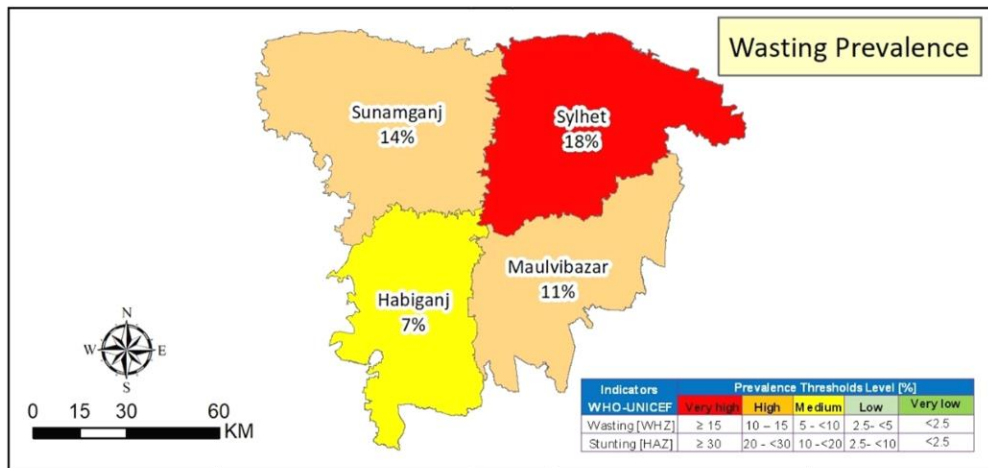 Wasting Prevalence
Sunamganj
14%
Sylhet
18%
Maulvibazar
11%
Habiganj
7%
N
W E
S
0 15 30 60
KM
Indicators Prevalence Thresholds Level [%]
WHO-UNICEF Very high High Medium Low Very low
Wasting [WHZ] ≥ 15 10 – 15 5 - <10 2.5- <5 <2.5
Stunting [HAZ] ≥ 30 20 - <30 10 -<20 2.5- <10 <2.5